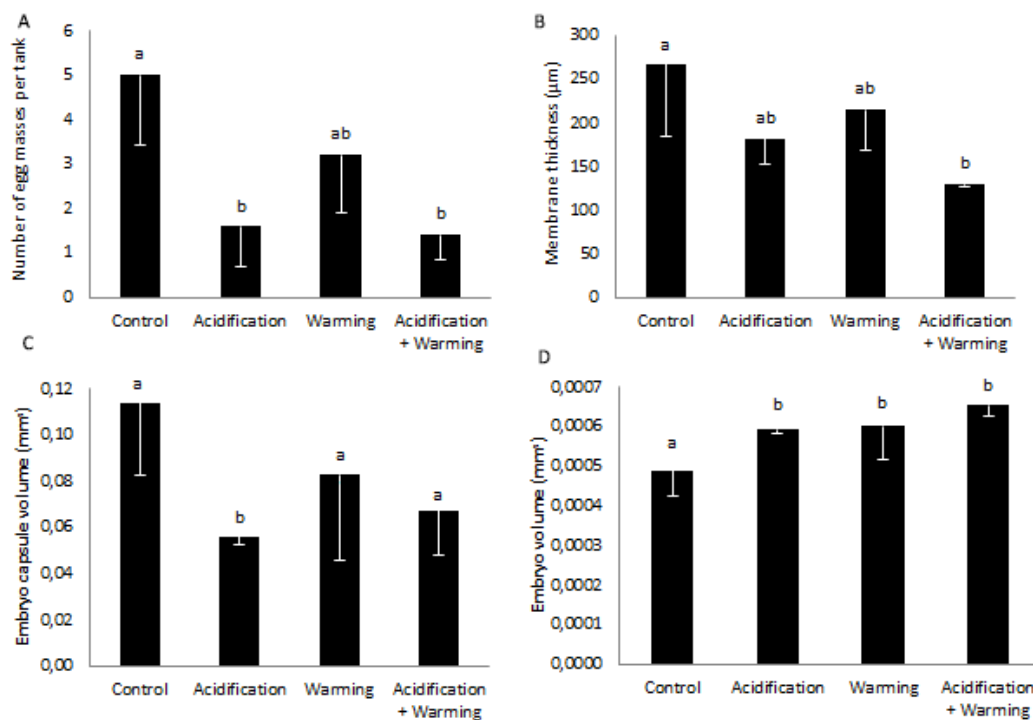 A
Number of egg masses per tank
6
5
4
3
2
1
0
a
b
ab
b
Control
Acidification
Warming
Acidification
+ Warming
B
Membrane thickness (μm)
300
250
200
150
100
50
0
a
ab
ab
b
Control
Acidification
Warming
Acidification
+ Warming
C
Embryo capsule volume (mm³)
0,12
0,10
0,08
0,06
0,04
0,02
0,00
a
b
a
a
Control
Acidification
Warming
Acidification
+ Warming
D
Embryo volume (mm³)
0,0007
0,0006
0,0005
0,0004
0,0003
0,0002
0,0001
0,0000
a
b
b
b
Control
Acidification
Warming
Acidification
+ Warming